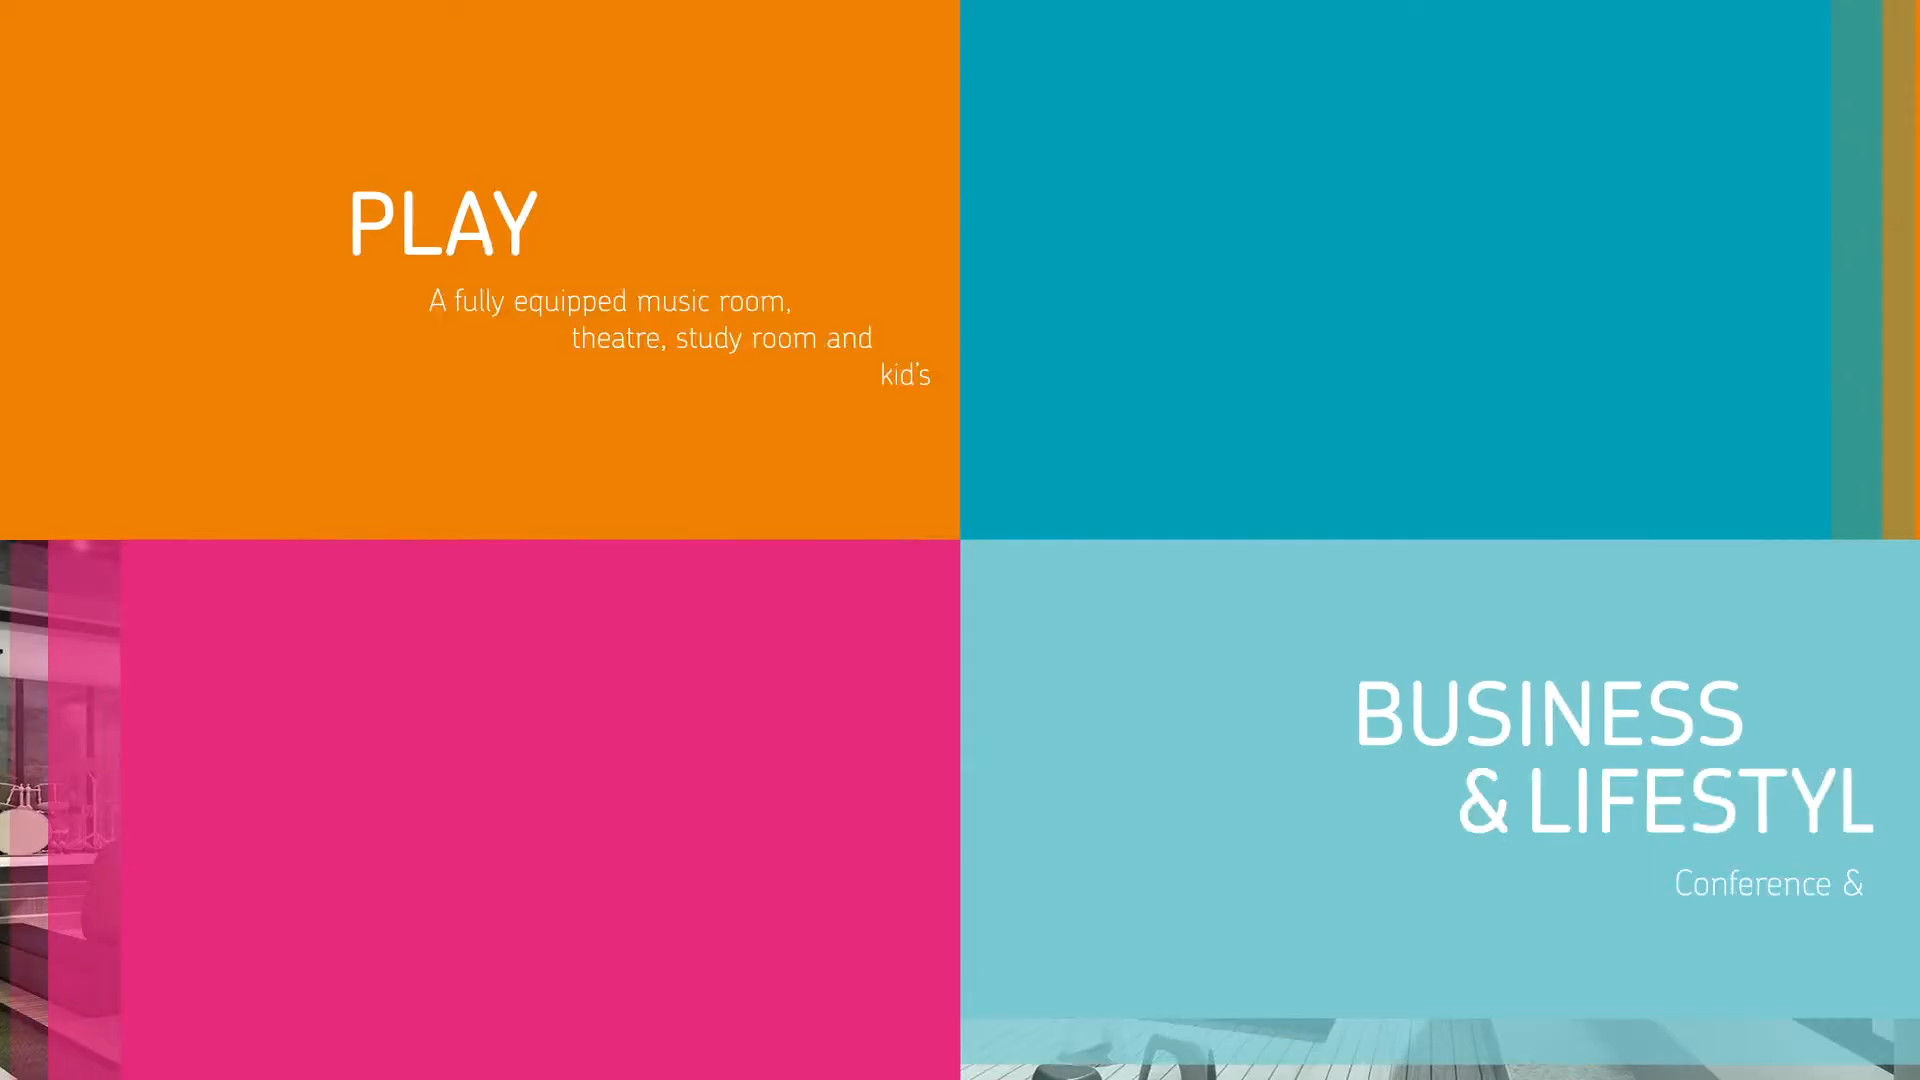 PLAY
A fully equipped music room,
theatre, study room and
kid's
BUSINESS
& LIFESTYL
Conference &